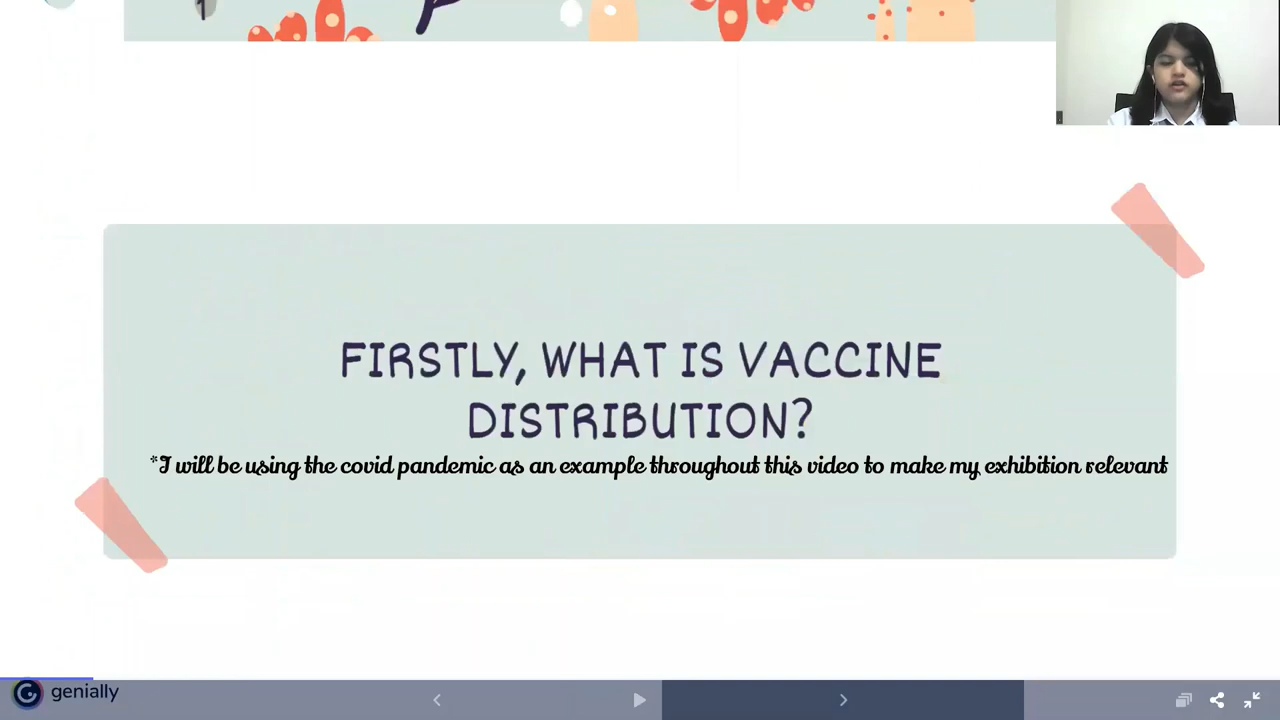 FIRSTLY, WHAT IS VACCINE
DISTRIBUTION?
*I will be using the covid pandemic as an example throughout this video to make my exhibition relevant
genially